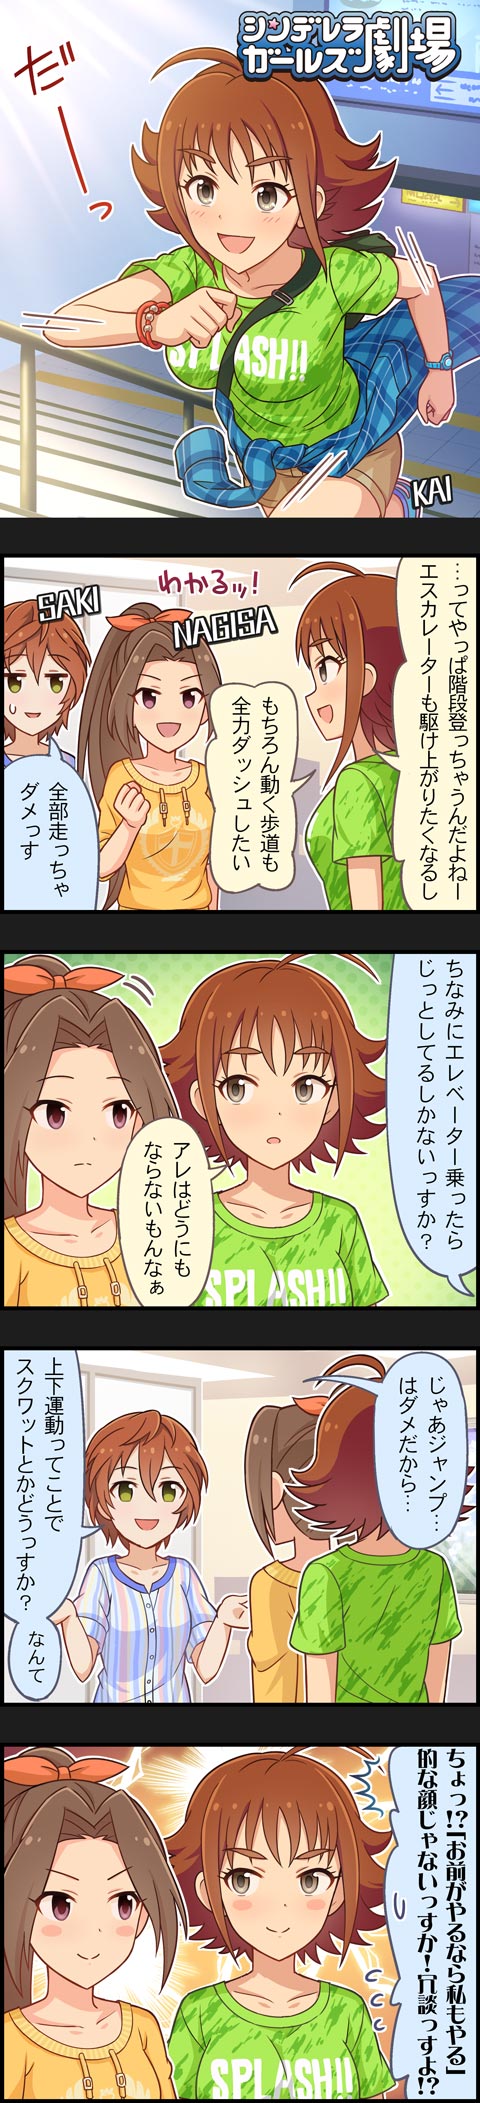 シンデレラ
ガールズ劇場
だーっ
SPLASH!!
KAI
…ってやっぱ階段登っちゃうんだよねー
エスカレーターも駆け上がりたくなるし
わかるッ!
NAGISA
SAKI
もちろん動く歩道も
全力ダッシュしたい
全部走っちゃ
ダメっす
ちなみにエレベーター乗ったら
じっとしてるしかないっすか?
アレはどうにも
ならないもんなぁ
SPLASH!!
じゃあジャンプ…
はダメだから…
上下運動ってことで
スクワットとかどうっすか?
なんて
ちょっ!?「お前がやるなら私もやる」
的な顔じゃないっすか!冗談っすよ!?
SPLASH!!